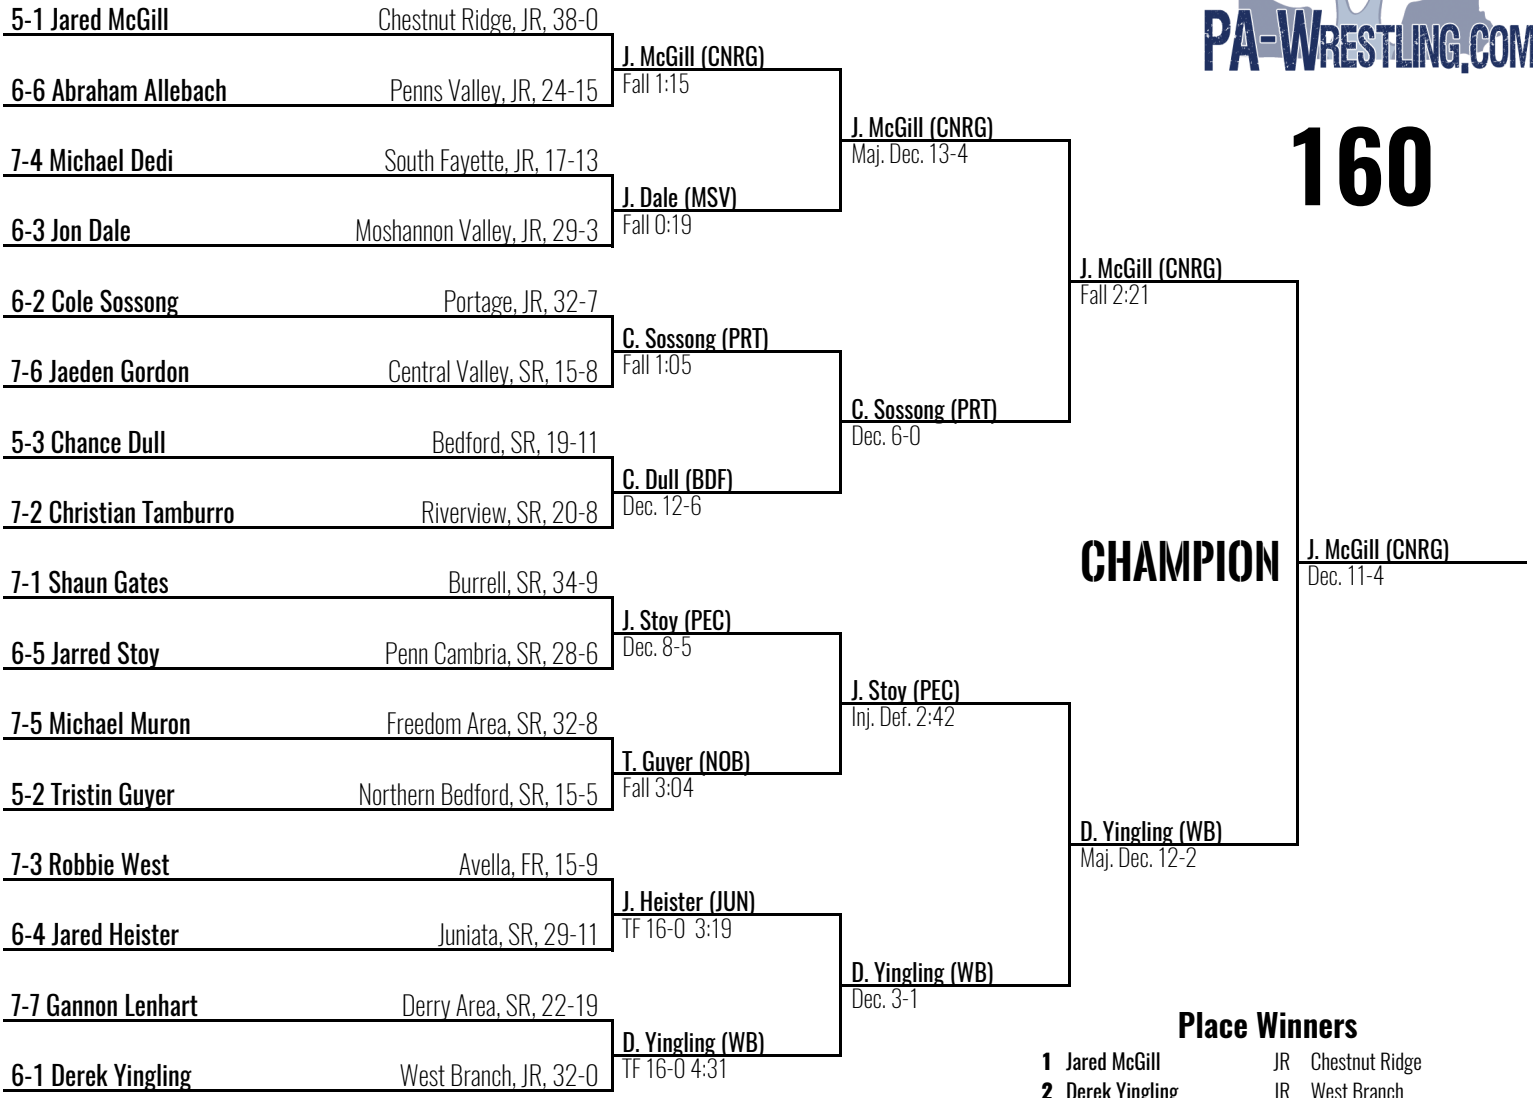 PA-WRESTLING.COM
160
5-1 Jared McGill Chestnut Ridge, JR, 38-0
J. McGill (CNRG)
Fall 1:15
6-6 Abraham Allebach Penns Valley, JR, 24-15
J. McGill (CNRG)
Maj. Dec. 13-4
7-4 Michael Dedi South Fayette, JR, 17-13
J. Dale (MSV)
Fall 0:19
6-3 Jon Dale Moshannon Valley, JR, 29-3
J. McGill (CNRG)
Fall 2:21
6-2 Cole Sossong Portage, JR, 32-7
C. Sossong (PRT)
Fall 1:05
7-6 Jaeden Gordon Central Valley, SR, 15-8
C. Sossong (PRT)
Dec. 6-0
5-3 Chance Dull Bedford, SR, 19-11
C. Dull (BDF)
Dec. 12-6
7-2 Christian Tamburro Riverview, SR, 20-8
CHAMPION
J. McGill (CNRG)
Dec. 11-4
7-1 Shaun Gates Burrell, SR, 34-9
J. Stoy (PEC)
Dec. 8-5
6-5 Jarred Stoy Penn Cambria, SR, 28-6
J. Stoy (PEC)
Inj. Def. 2:42
7-5 Michael Muron Freedom Area, SR, 32-8
T. Guyer (NOB)
Fall 3:04
5-2 Tristin Guyer Northern Bedford, SR, 15-5
D. Yingling (WB)
Maj. Dec. 12-2
7-3 Robbie West Avella, FR, 15-9
J. Heister (JUN)
TF 16-0 3:19
6-4 Jared Heister Juniata, SR, 29-11
D. Yingling (WB)
Dec. 3-1
7-7 Gannon Lenhart Derry Area, SR, 22-19
D. Yingling (WB)
TF 16-0 4:31
6-1 Derek Yingling West Branch, JR, 32-0
Place Winners
1 Jared McGill JR Chestnut Ridge
2 Derek Yingling JR West Branch